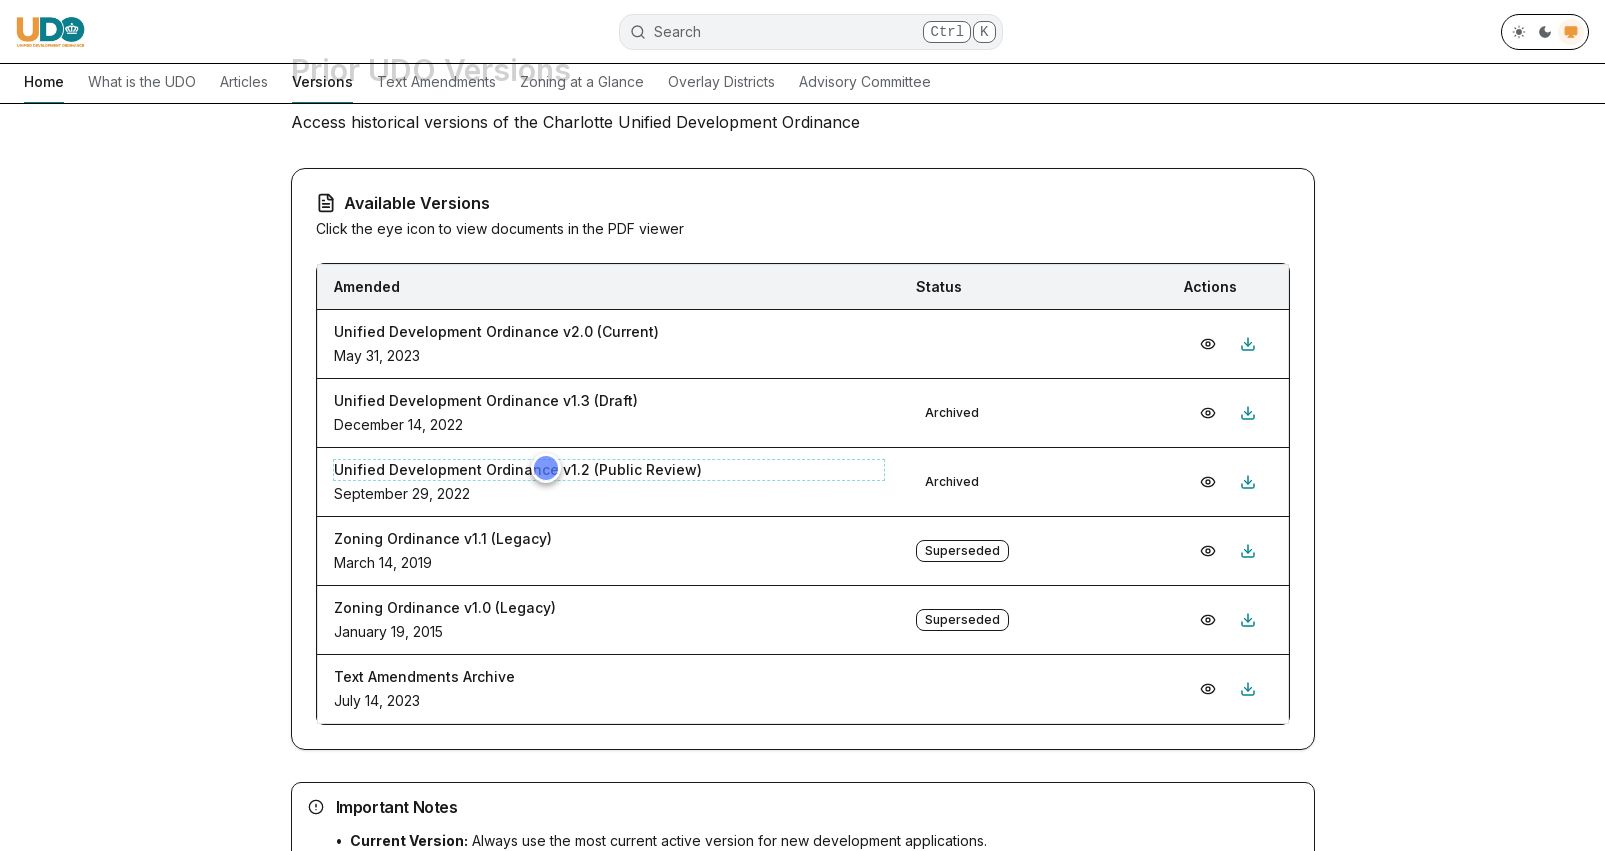 UDO
UNIFIED DEVELOPMENT ORDINANCE
Search
Ctrl K
Prior UDO Versions
Home
What is the UDO
Articles
Versions
Text Amendments
Zoning at a Glance
Overlay Districts
Advisory Committee
Access historical versions of the Charlotte Unified Development Ordinance
Available Versions
Click the eye icon to view documents in the PDF viewer
Amended Status Actions
Unified Development Ordinance v2.0 (Current)
May 31, 2023
Unified Development Ordinance v1.3 (Draft)
December 14, 2022
Archived
Unified Development Ordinance v1.2 (Public Review)
September 29, 2022
Archived
Zoning Ordinance v1.1 (Legacy)
March 14, 2019
Superseded
Zoning Ordinance v1.0 (Legacy)
January 19, 2015
Superseded
Text Amendments Archive
July 14, 2023
Important Notes
• Current Version: Always use the most current active version for new development applications.